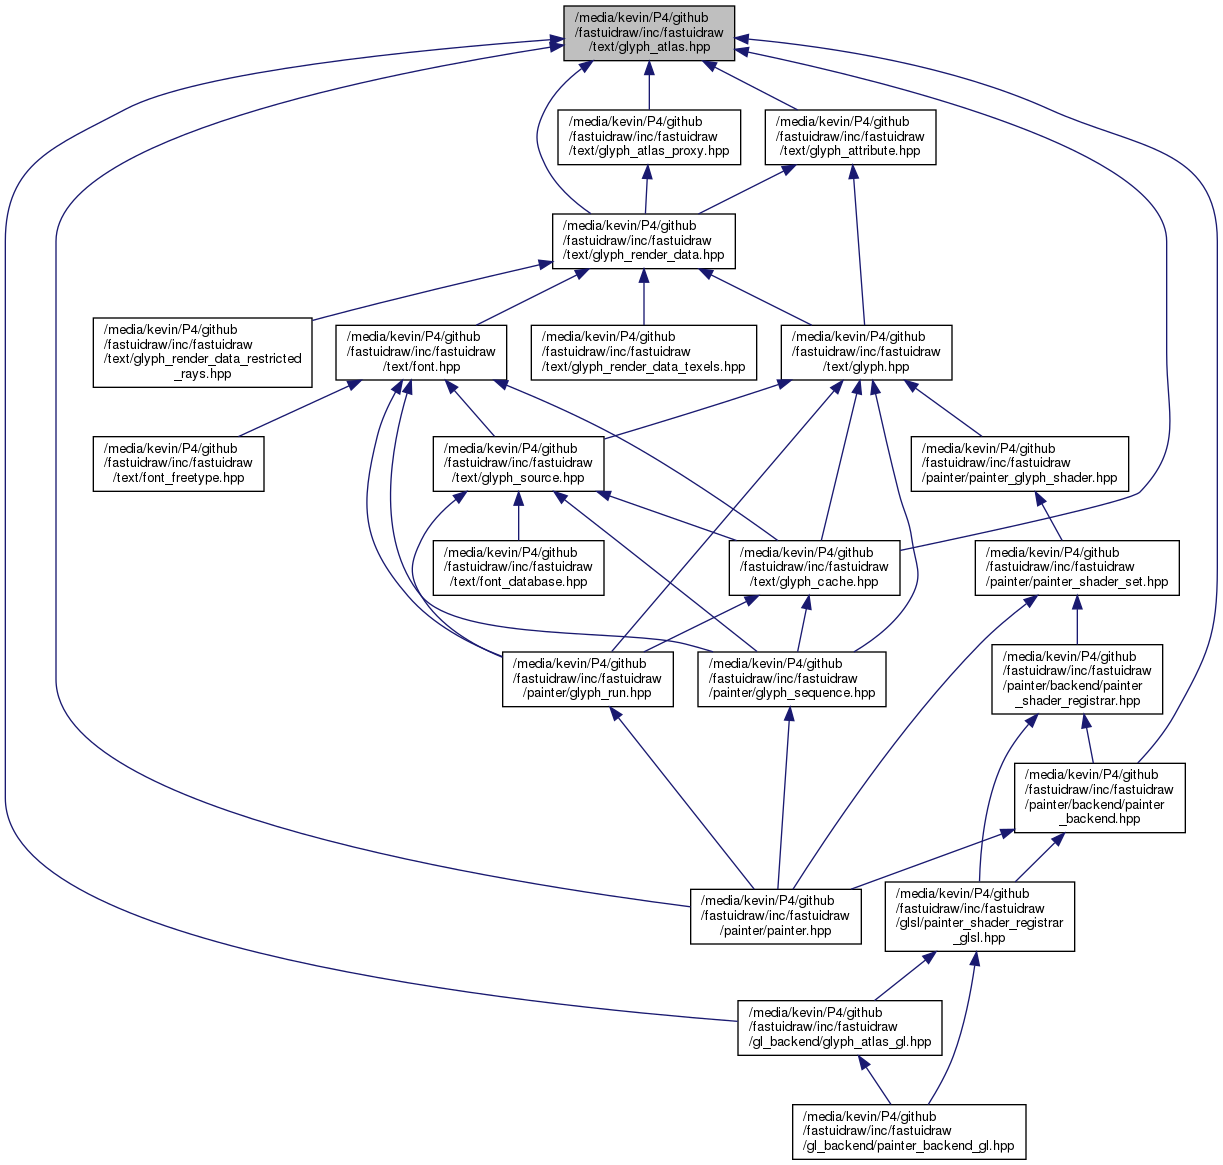 /media/kevin/P4/github
/fastuidraw/inc/fastuidraw
/text/glyph_atlas.hpp
/media/kevin/P4/github
/fastuidraw/inc/fastuidraw
/text/glyph_atlas_proxy.hpp
/media/kevin/P4/github
/fastuidraw/inc/fastuidraw
/text/glyph_attribute.hpp
/media/kevin/P4/github
/fastuidraw/inc/fastuidraw
/text/glyph_render_data.hpp
/media/kevin/P4/github
/fastuidraw/inc/fastuidraw
/text/glyph_render_data_restricted
_rays.hpp
/media/kevin/P4/github
/fastuidraw/inc/fastuidraw
/text/font.hpp
/media/kevin/P4/github
/fastuidraw/inc/fastuidraw
/text/glyph_render_data_texels.hpp
/media/kevin/P4/github
/fastuidraw/inc/fastuidraw
/text/glyph.hpp
/media/kevin/P4/github
/fastuidraw/inc/fastuidraw
/text/font_freetype.hpp
/media/kevin/P4/github
/fastuidraw/inc/fastuidraw
/text/glyph_source.hpp
/media/kevin/P4/github
/fastuidraw/inc/fastuidraw
/painter/painter_glyph_shader.hpp
/media/kevin/P4/github
/fastuidraw/inc/fastuidraw
/text/font_database.hpp
/media/kevin/P4/github
/fastuidraw/inc/fastuidraw
/text/glyph_cache.hpp
/media/kevin/P4/github
/fastuidraw/inc/fastuidraw
/painter/painter_shader_set.hpp
/media/kevin/P4/github
/fastuidraw/inc/fastuidraw
/painter/glyph_run.hpp
/media/kevin/P4/github
/fastuidraw/inc/fastuidraw
/painter/glyph_sequence.hpp
/media/kevin/P4/github
/fastuidraw/inc/fastuidraw
/painter/backend/painter
_shader_registrar.hpp
/media/kevin/P4/github
/fastuidraw/inc/fastuidraw
/painter/backend/painter
_backend.hpp
/media/kevin/P4/github
/fastuidraw/inc/fastuidraw
/painter/painter.hpp
/media/kevin/P4/github
/fastuidraw/inc/fastuidraw
/glsl/painter_shader_registrar
_glsl.hpp
/media/kevin/P4/github
/fastuidraw/inc/fastuidraw
/gl_backend/glyph_atlas_gl.hpp
/media/kevin/P4/github
/fastuidraw/inc/fastuidraw
/gl_backend/painter_backend_gl.hpp